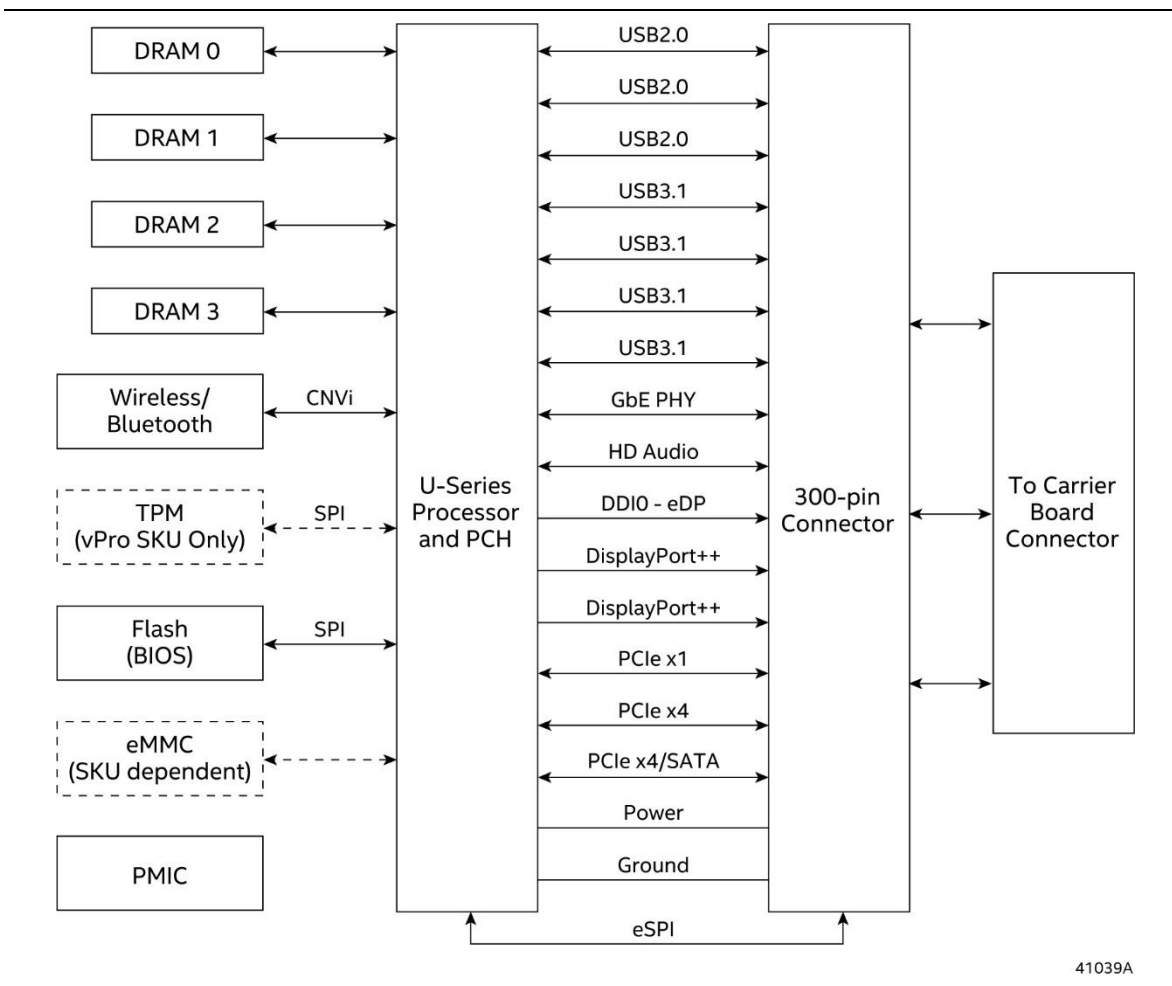 DRAM 0
DRAM 1
DRAM 2
DRAM 3
Wireless/
Bluetooth
CNVi
TPM
(vPro SKU Only)
SPI
Flash
(BIOS)
SPI
eMMC
(SKU dependent)
PMIC
U-Series
Processor
and PCH
USB2.0
USB2.0
USB2.0
USB3.1
USB3.1
USB3.1
USB3.1
GbE PHY
HD Audio
DDI0 - eDP
DisplayPort++
DisplayPort++
PCIe x1
PCIe x4
PCIe x4/SATA
Power
Ground
eSPI
300-pin
Connector
To Carrier
Board
Connector
41039A